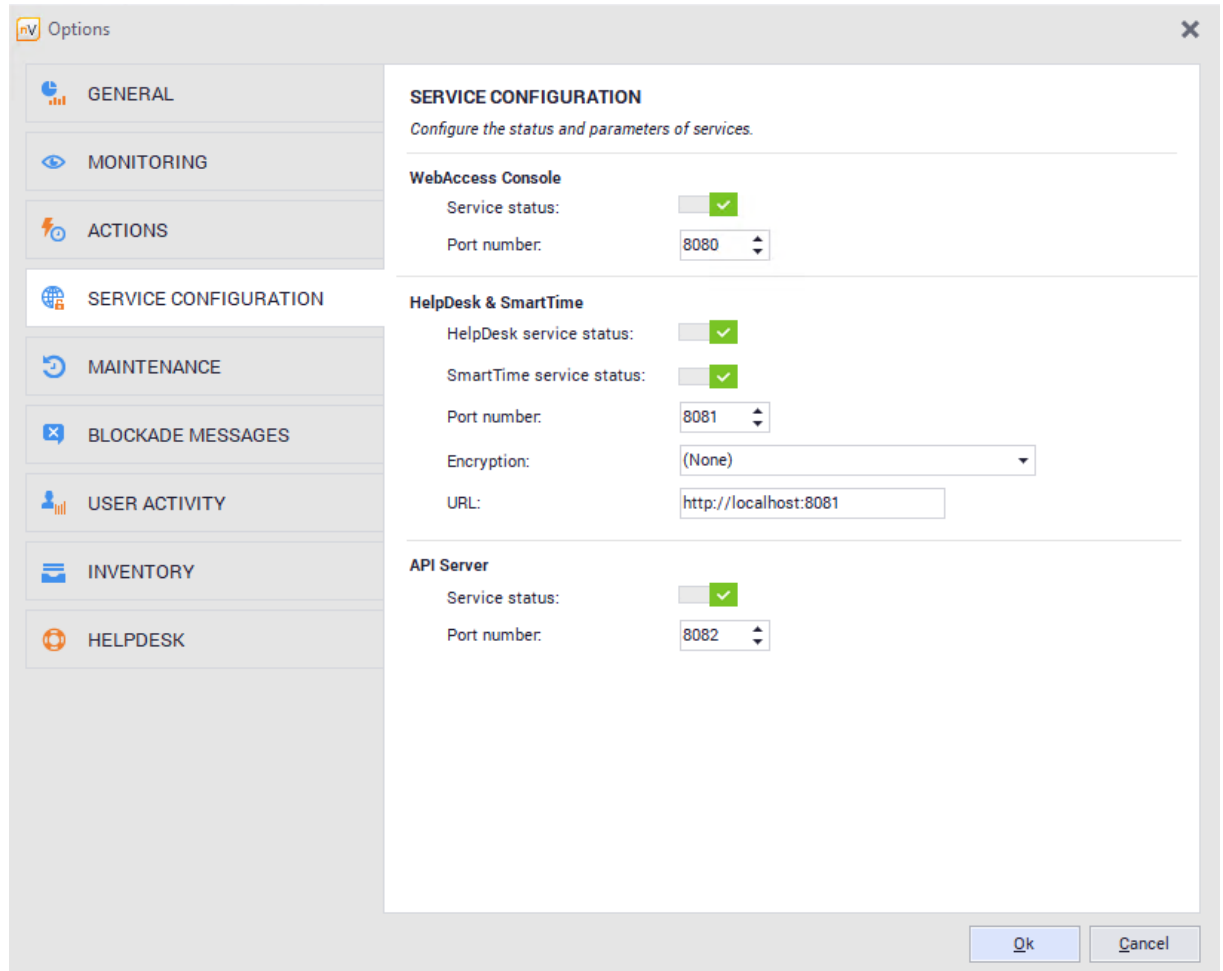 nV Options
GENERAL
MONITORING
ACTIONS
SERVICE CONFIGURATION
MAINTENANCE
BLOCKADE MESSAGES
USER ACTIVITY
INVENTORY
HELPDESK
SERVICE CONFIGURATION
Configure the status and parameters of services.
WebAccess Console
Service status:
Port number: 8080
HelpDesk & SmartTime
HelpDesk service status:
SmartTime service status:
Port number: 8081
Encryption: (None)
URL: http://localhost:8081
API Server
Service status:
Port number: 8082
Ok Cancel